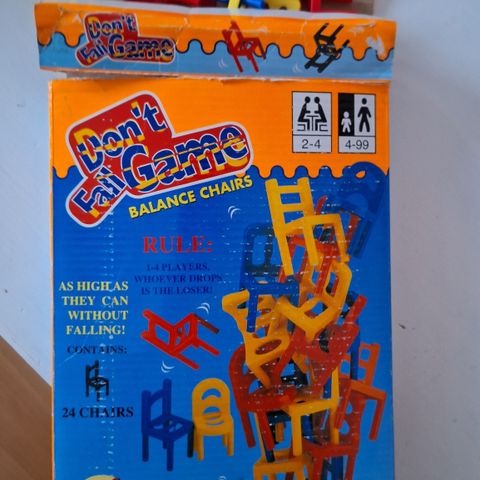 Don't
Fall Game
Don't
Fall Game
BALANCE CHAIRS
2-4
4-99
RULE:
1-4 PLAYERS,
WHOEVER DROPS
IS THE LOSER!
AS HIGH AS
THEY CAN
WITHOUT
FALLING!
CONTAINS:
24 CHAIRS